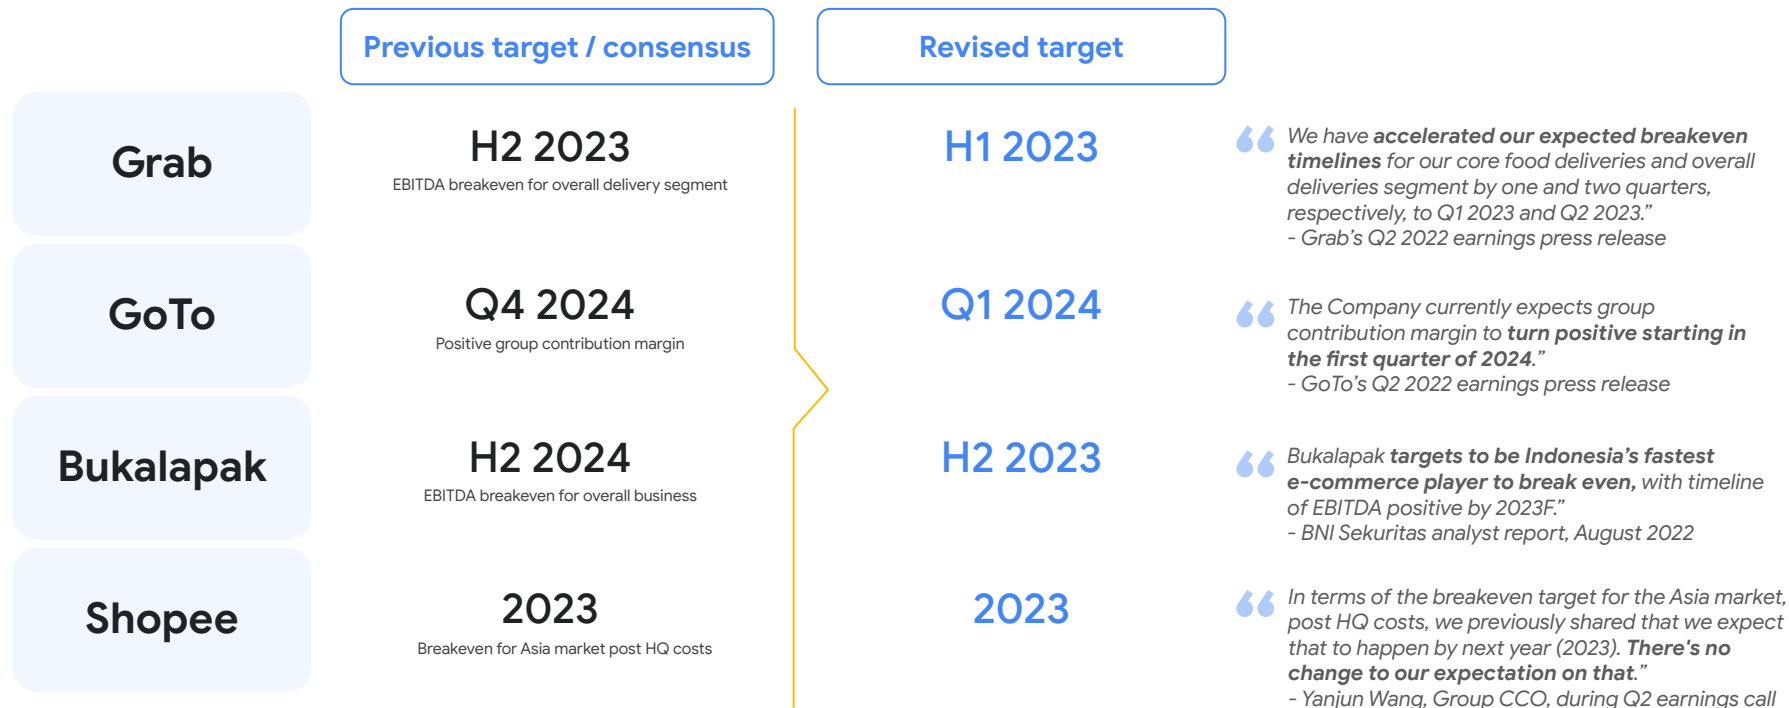 Previous target / consensus
Revised target
Grab
H2 2023
EBITDA breakeven for overall delivery segment
H1 2023
“ We have accelerated our expected breakeven
timelines for our core food deliveries and overall
deliveries segment by one and two quarters,
respectively, to Q1 2023 and Q2 2023.”
- Grab’s Q2 2022 earnings press release
GoTo
Q4 2024
Positive group contribution margin
Q1 2024
“ The Company currently expects group
contribution margin to turn positive starting in
the first quarter of 2024.”
- GoTo’s Q2 2022 earnings press release
Bukalapak
H2 2024
EBITDA breakeven for overall business
H2 2023
“ Bukalapak targets to be Indonesia’s fastest
e-commerce player to break even, with timeline
of EBITDA positive by 2023F.”
- BNI Sekuritas analyst report, August 2022
Shopee
2023
Breakeven for Asia market post HQ costs
2023
“ In terms of the breakeven target for the Asia market,
post HQ costs, we previously shared that we expect
that to happen by next year (2023). There's no
change to our expectation on that.”
- Yanjun Wang, Group CCO, during Q2 earnings call